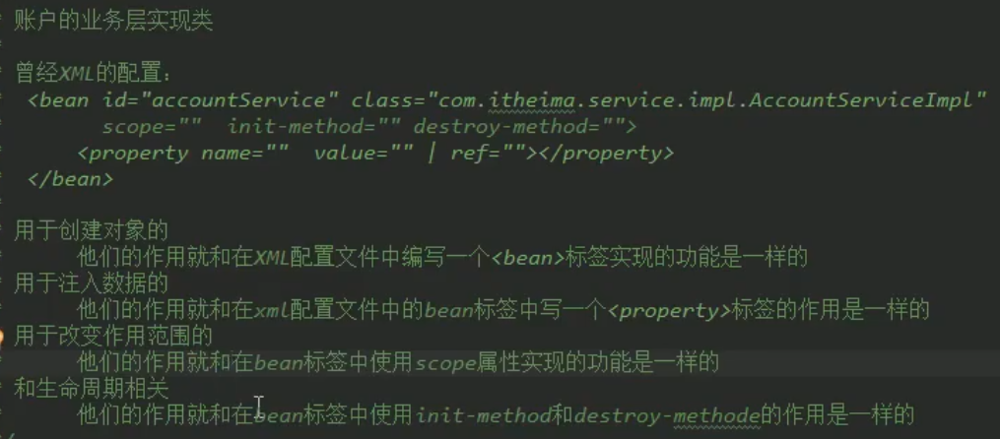 * 账户的业务层实现类
*
* 曾经XML的配置：
*  <bean id="accountService" class="com.itheima.service.impl.AccountServiceImpl"
*        scope=""  init-method="" destroy-method="">
*      <property name=""  value="" | ref=""></property>
*  </bean>
*
* 用于创建对象的
*      他们的作用就和在XML配置文件中编写一个<bean>标签实现的功能是一样的
* 用于注入数据的
*      他们的作用就和在xml配置文件中的bean标签中写一个<property>标签的作用是一样的
用于改变作用范围的
*      他们的作用就和在bean标签中使用scope属性实现的功能是一样的
* 和生命周期相关
*      他们的作用就和在bean标签中使用init-method和destroy-methode的作用是一样的